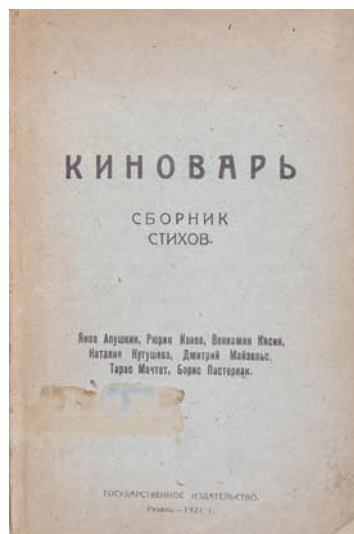 КИНОВАРЬ
СБОРНИК
СТИХОВ.
Яков Апушкин, Рюрик Ивнев, Вениамин Кисин,
Наталия Кугушева, Дмитрий Майзельс,
Тарас Мачтет, Борис Пастернак.
ГОСУДАРСТВЕННОЕ ИЗДАТЕЛЬСТВО.
Рязань—1921 г.